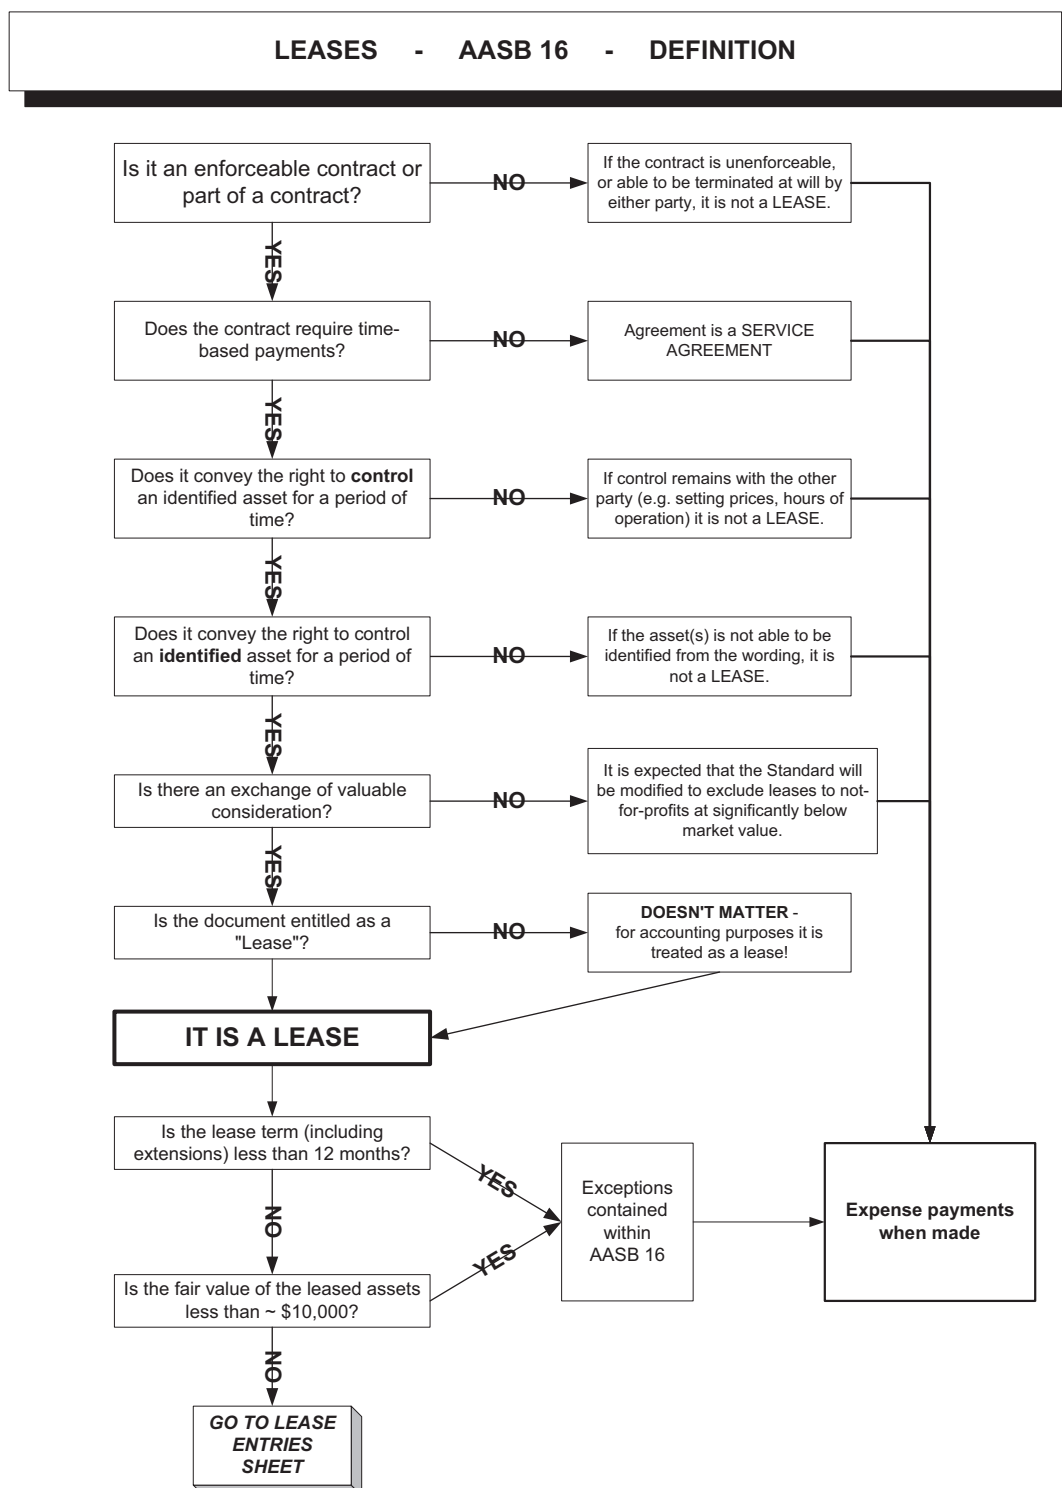 LEASES - AASB 16 - DEFINITION
Is it an enforceable contract or
part of a contract?
NO
If the contract is unenforceable,
or able to be terminated at will by
either party, it is not a LEASE.
YES
Does the contract require time-
based payments?
NO
Agreement is a SERVICE
AGREEMENT
YES
Does it convey the right to control
an identified asset for a period of
time?
NO
If control remains with the other
party (e.g. setting prices, hours of
operation) it is not a LEASE.
YES
Does it convey the right to control
an identified asset for a period of
time?
NO
If the asset(s) is not able to be
identified from the wording, it is
not a LEASE.
YES
Is there an exchange of valuable
consideration?
NO
It is expected that the Standard will
be modified to exclude leases to not-
for-profits at significantly below
market value.
YES
Is the document entitled as a
"Lease"?
NO
DOESN'T MATTER -
for accounting purposes it is
treated as a lease!
IT IS A LEASE
Is the lease term (including
extensions) less than 12 months?
YES
NO
Is the fair value of the leased assets
less than ~ $10,000?
YES
Exceptions
contained
within
AASB 16
Expense payments
when made
NO
GO TO LEASE
ENTRIES
SHEET